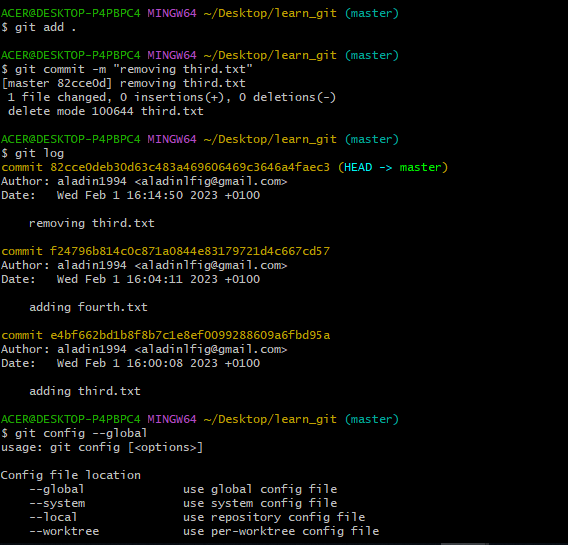 ACER@DESKTOP-P4PBPC4 MINGW64 ~/Desktop/learn_git (master)
$ git add .

ACER@DESKTOP-P4PBPC4 MINGW64 ~/Desktop/learn_git (master)
$ git commit -m "removing third.txt"
[master 82cce0d] removing third.txt
 1 file changed, 0 insertions(+), 0 deletions(-)
 delete mode 100644 third.txt

ACER@DESKTOP-P4PBPC4 MINGW64 ~/Desktop/learn_git (master)
$ git log
commit 82cce0deb30d63c483a469606469c3646a4faec3 (HEAD -> master)
Author: aladin1994 <aladinlfig@gmail.com>
Date:   Wed Feb 1 16:14:50 2023 +0100

    removing third.txt

commit f24796b814c0c871a0844e83179721d4c667cd57
Author: aladin1994 <aladinlfig@gmail.com>
Date:   Wed Feb 1 16:04:11 2023 +0100

    adding fourth.txt

commit e4bf662bd1b8f8b7c1e8ef0099288609a6fbd95a
Author: aladin1994 <aladinlfig@gmail.com>
Date:   Wed Feb 1 16:00:08 2023 +0100

    adding third.txt

ACER@DESKTOP-P4PBPC4 MINGW64 ~/Desktop/learn_git (master)
$ git config --global
usage: git config [<options>]

Config file location
    --global              use global config file
    --system              use system config file
    --local               use repository config file
    --worktree            use per-worktree config file